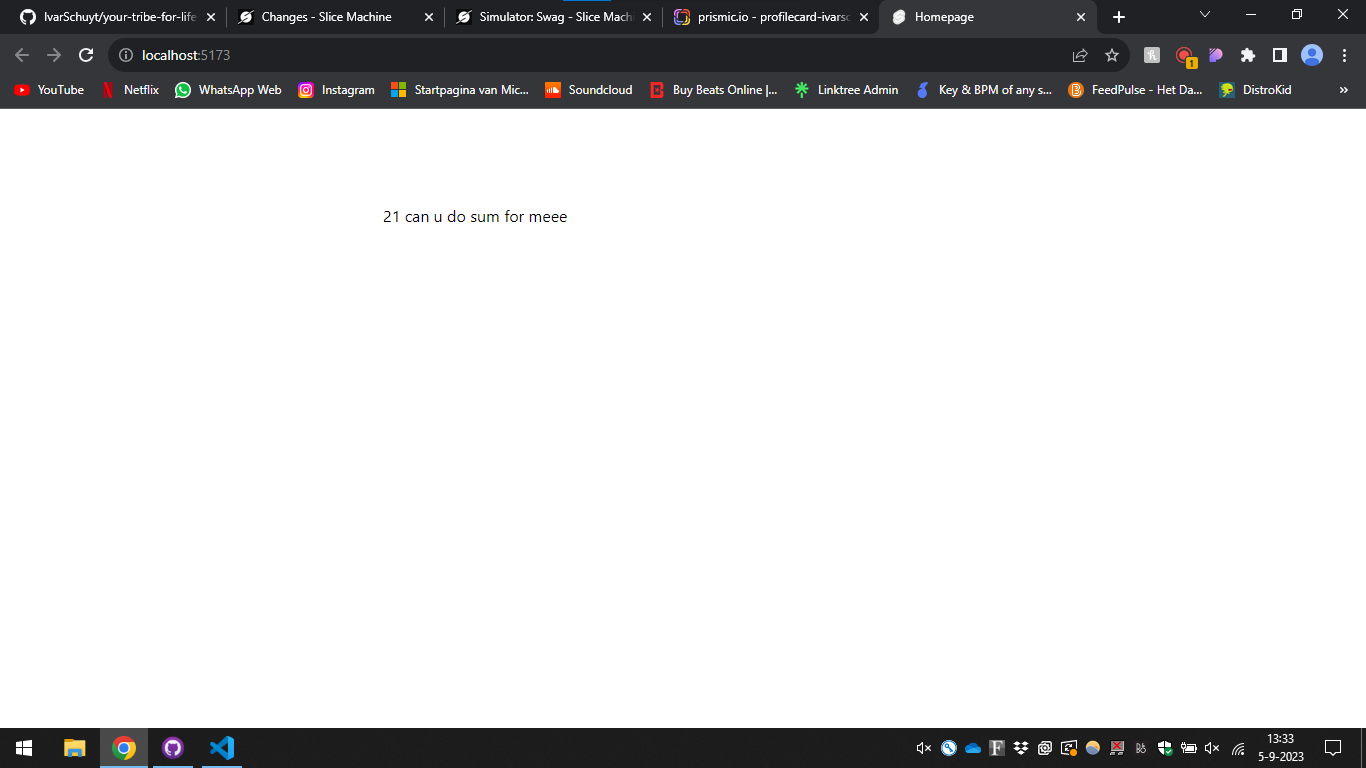 IvarSchuyt/your-tribe-for-life
Changes - Slice Machine
Simulator: Swag - Slice Mach
prismic.io - profilecard-ivarsc
Homepage
localhost:5173
1
YouTube
Netflix
WhatsApp Web
Instagram
Startpagina van Mic...
Soundcloud
Buy Beats Online |...
Linktree Admin
Key & BPM of any s...
FeedPulse - Het Da...
DistroKid
»
21 can u do sum for meee
13:33
5-9-2023